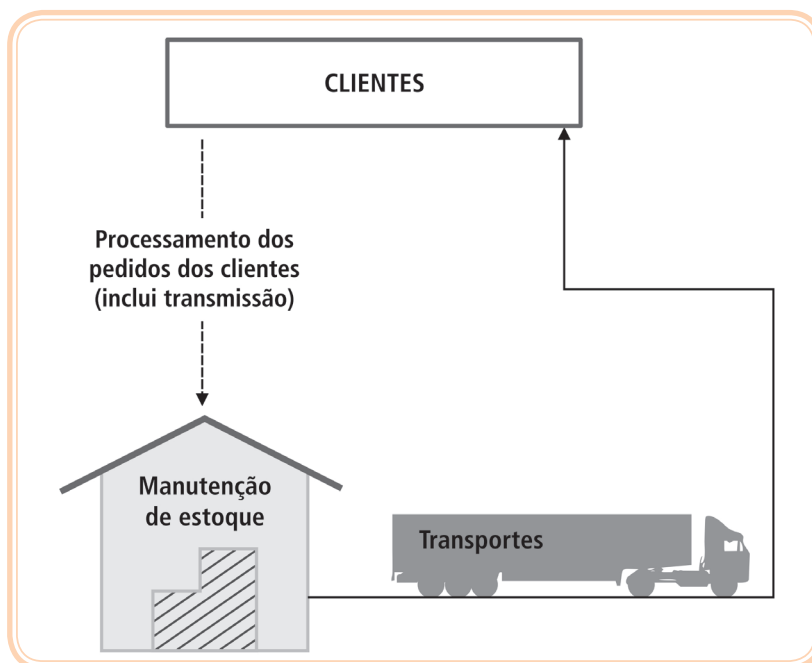 CLIENTES
Processamento dos
pedidos dos clientes
(inclui transmissão)
Manutenção
de estoque
Transportes